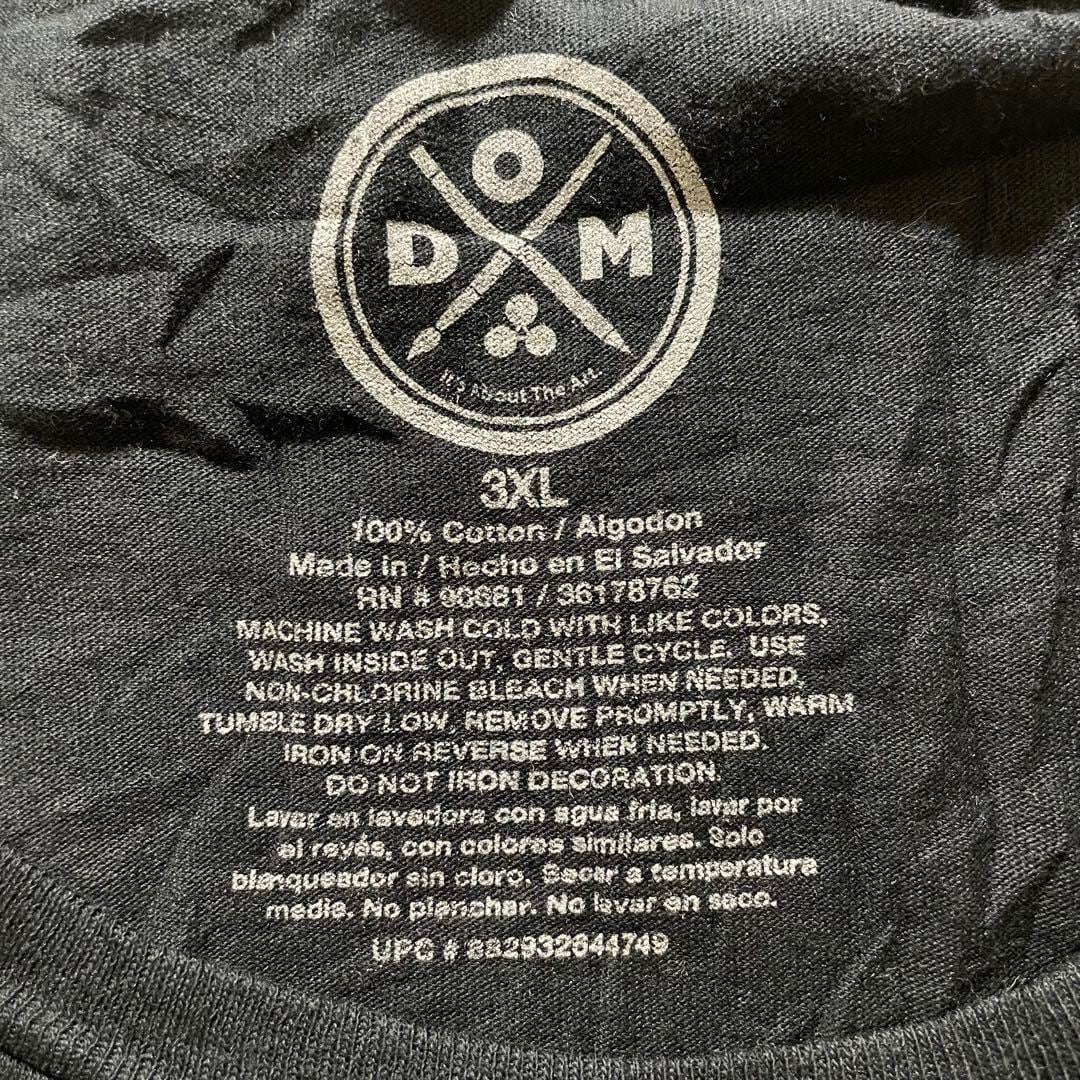 D O M
It's About The Art.
3XL
100% Cotton / Algodon
Made in / Hecho en El Salvador
RN # 90681 / 36178762
MACHINE WASH COLD WITH LIKE COLORS,
WASH INSIDE OUT, GENTLE CYCLE. USE
NON-CHLORINE BLEACH WHEN NEEDED.
TUMBLE DRY LOW, REMOVE PROMPTLY, WARM
IRON ON REVERSE WHEN NEEDED.
DO NOT IRON DECORATION.
Lavar en lavadora con agua fria, lavar por
el revés, con colores similares. Solo
blanqueador sin cloro. Secar a temperatura
media. No planchar. No lavar en seco.
UPC # 882932644749